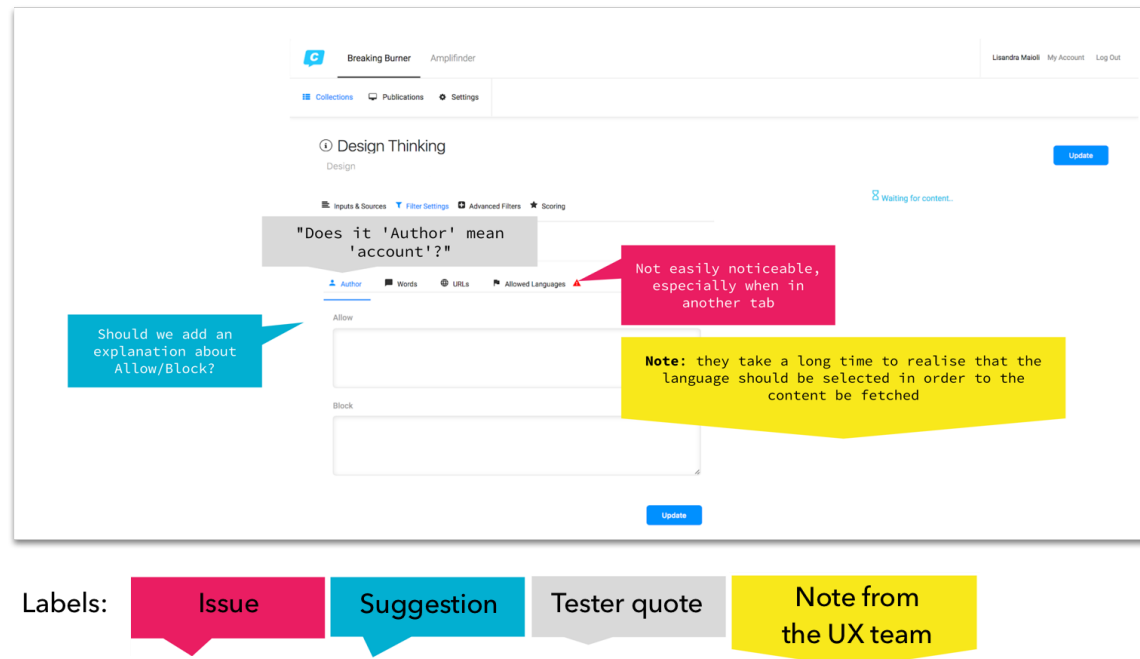 C
Breaking Burner Amplifinder
Lisandra Maioli My Account Log Out
Collections Publications Settings
Design Thinking
Design
Update
Inputs & Sources Filter Settings Advanced Filters Scoring
Waiting for content..
"Does it 'Author' mean
'account'?"
Not easily noticeable,
especially when in
another tab
Author Words URLs Allowed Languages
Allow
Should we add an
explanation about
Allow/Block?
Note: they take a long time to realise that the
language should be selected in order to the
content be fetched
Block
Update
Labels:
Issue
Suggestion
Tester quote
Note from
the UX team